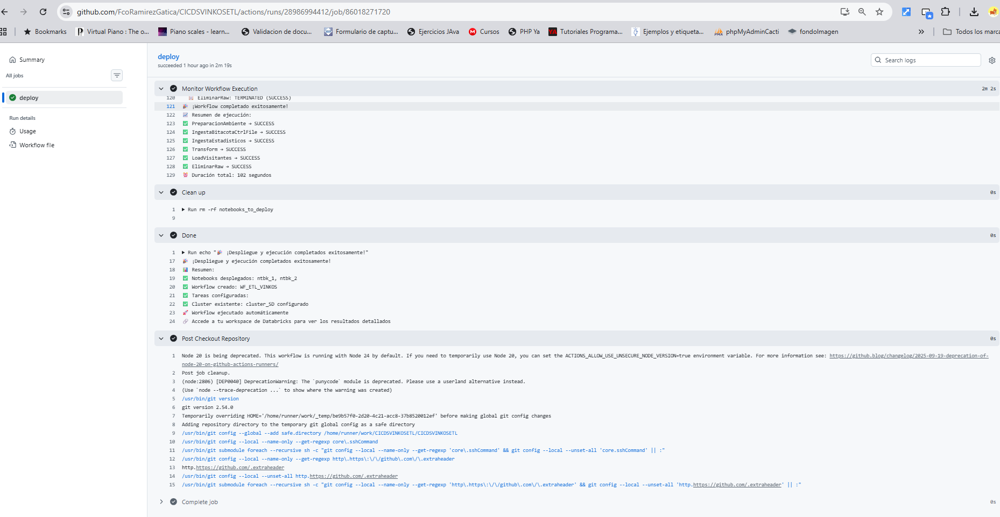 github.com/FcoRamirezGatica/CICDSVINKOSETL/actions/runs/28986994412/job/86018271720
Bookmarks
Virtual Piano : The o...
Piano scales - learn...
Validacion de docu...
Formulario de captu...
Ejercicios JAva
Cursos
PHP Ya
Tutoriales Programa...
Ejemplos y etiqueta...
phpMyAdminCacti
fondoImagen
»
Todos los marca
Summary
All jobs
deploy
Run details
Usage
Workflow file
deploy
succeeded 1 hour ago in 2m 19s
Search logs
Monitor Workflow Execution 2m 2s
120 EliminarRaw: TERMINATED (SUCCESS)
121 ¡Workflow completado exitosamente!
122 Resumen de ejecución:
123 PreparacionAmbiente → SUCCESS
124 IngestaBitacotaCtrlFile → SUCCESS
125 IngestaEstadisticos → SUCCESS
126 Transform → SUCCESS
127 LoadVisitantes → SUCCESS
128 EliminarRaw → SUCCESS
129 Duración total: 102 segundos
Clean up 0s
1 Run rm -rf notebooks_to_deploy
9
Done 0s
1 Run echo "🎉 ¡Despliegue y ejecución completados exitosamente!"
17 ¡Despliegue y ejecución completados exitosamente!
18 Resumen:
19 Notebooks desplegados: ntbk_1, ntbk_2
20 Workflow creado: WF_ETL_VINKOS
21 Tareas configuradas:
22 Cluster existente: cluster_SD configurado
23 Workflow ejecutado automáticamente
24 Accede a tu workspace de Databricks para ver los resultados detallados
Post Checkout Repository 0s
1 Node 20 is being deprecated. This workflow is running with Node 24 by default. If you need to temporarily use Node 20, you can set the ACTIONS_ALLOW_USE_UNSECURE_NODE_VERSION=true environment variable. For more information see: https://github.blog/changelog/2025-09-19-deprecation-of-
node-20-on-github-actions-runners/
2 Post job cleanup.
3 (node:2806) [DEP0040] DeprecationWarning: The `punycode` module is deprecated. Please use a userland alternative instead.
4 (Use `node --trace-deprecation ...` to show where the warning was created)
5 /usr/bin/git version
6 git version 2.54.0
7 Temporarily overriding HOME='/home/runner/work/_temp/be9b57f0-2d20-4c21-acc8-37b8520012ef' before making global git config changes
8 Adding repository directory to the temporary git global config as a safe directory
9 /usr/bin/git config --global --add safe.directory /home/runner/work/CICDSVINKOSETL/CICDSVINKOSETL
10 /usr/bin/git config --local --name-only --get-regexp core\.sshCommand
11 /usr/bin/git submodule foreach --recursive sh -c "git config --local --name-only --get-regexp 'core\.sshCommand' && git config --local --unset-all 'core.sshCommand' || :"
12 /usr/bin/git config --local --name-only --get-regexp http\.https\:\/\/github\.com\/\.extraheader
13 http.https://github.com/.extraheader
14 /usr/bin/git config --local --unset-all http.https://github.com/.extraheader
15 /usr/bin/git submodule foreach --recursive sh -c "git config --local --name-only --get-regexp 'http\.https\:\/\/github\.com\/\.extraheader' && git config --local --unset-all 'http.https://github.com/.extraheader' || :"
Complete job 0s